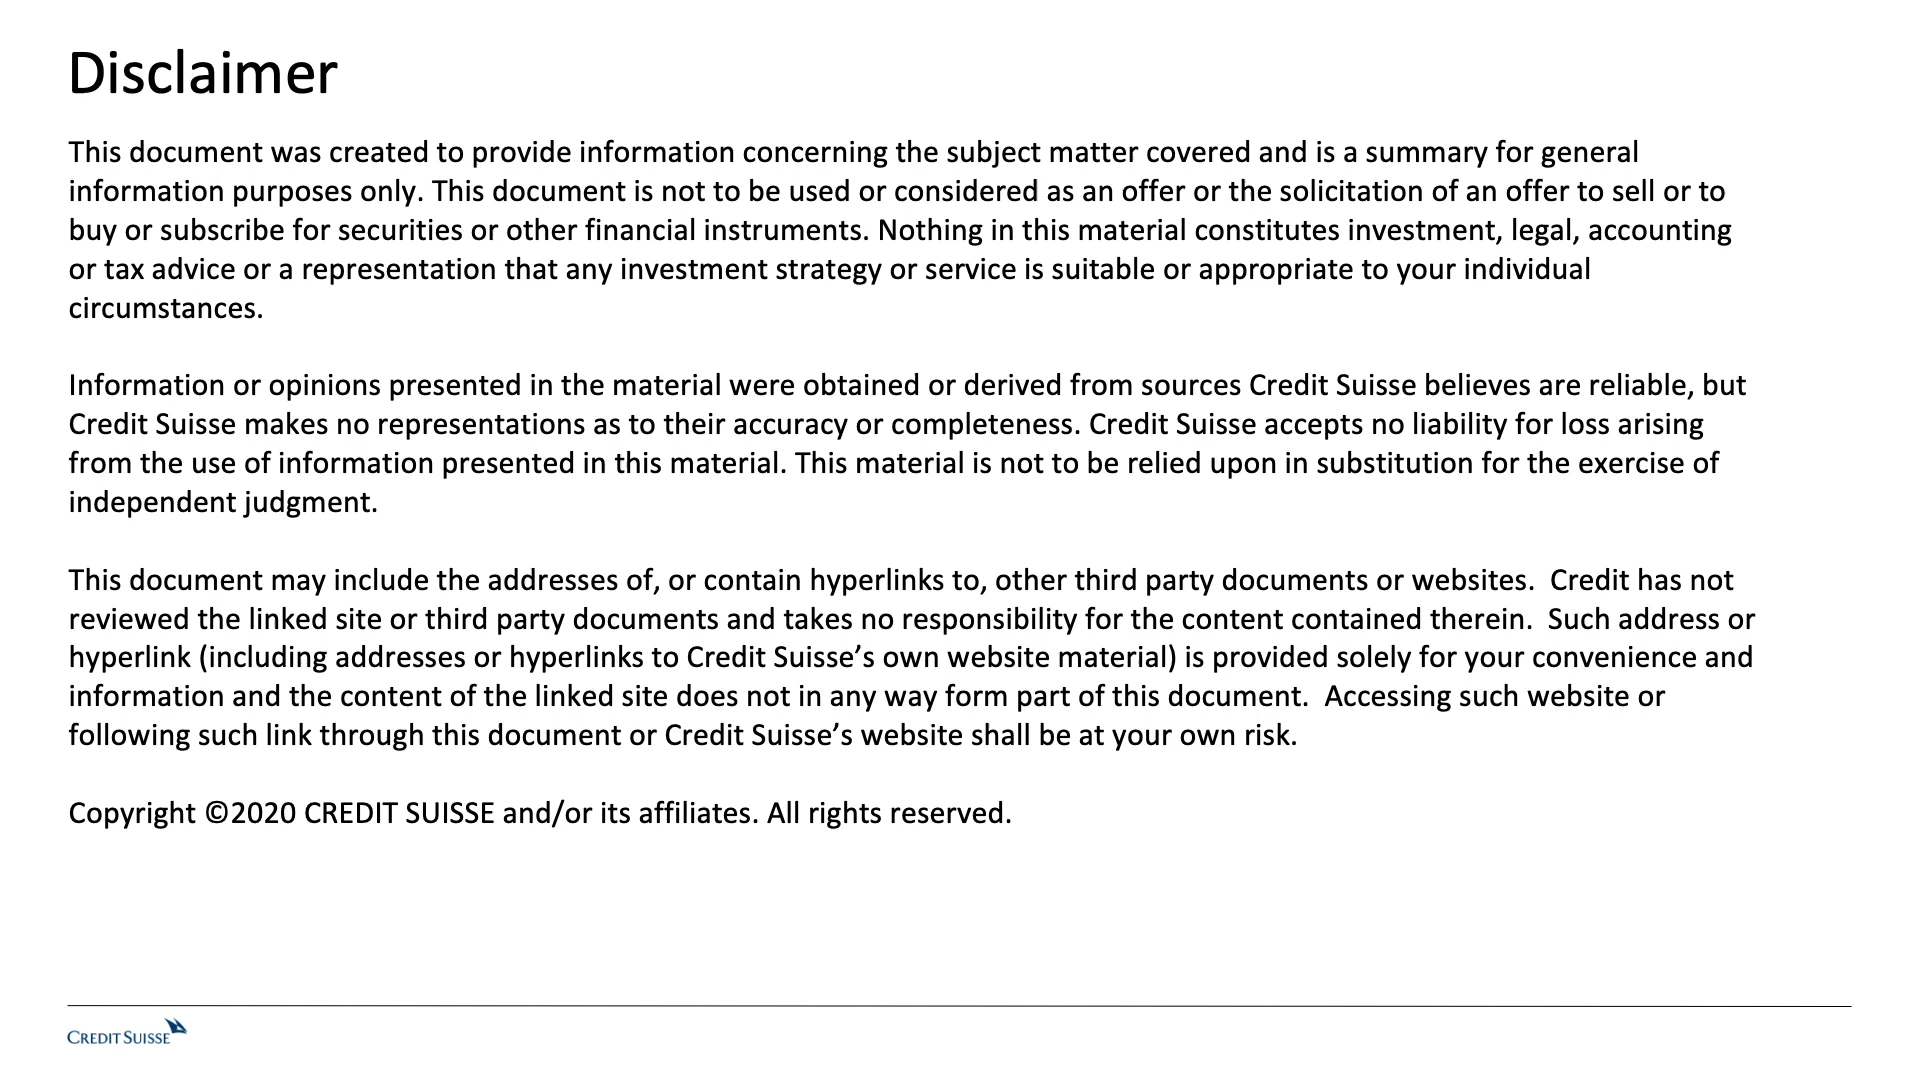 Disclaimer
This document was created to provide information concerning the subject matter covered and is a summary for general
information purposes only. This document is not to be used or considered as an offer or the solicitation of an offer to sell or to
buy or subscribe for securities or other financial instruments. Nothing in this material constitutes investment, legal, accounting
or tax advice or a representation that any investment strategy or service is suitable or appropriate to your individual
circumstances.
Information or opinions presented in the material were obtained or derived from sources Credit Suisse believes are reliable, but
Credit Suisse makes no representations as to their accuracy or completeness. Credit Suisse accepts no liability for loss arising
from the use of information presented in this material. This material is not to be relied upon in substitution for the exercise of
independent judgment.
This document may include the addresses of, or contain hyperlinks to, other third party documents or websites.  Credit has not
reviewed the linked site or third party documents and takes no responsibility for the content contained therein.  Such address or
hyperlink (including addresses or hyperlinks to Credit Suisse’s own website material) is provided solely for your convenience and
information and the content of the linked site does not in any way form part of this document.  Accessing such website or
following such link through this document or Credit Suisse’s website shall be at your own risk.
Copyright ©2020 CREDIT SUISSE and/or its affiliates. All rights reserved.
CREDIT SUISSE